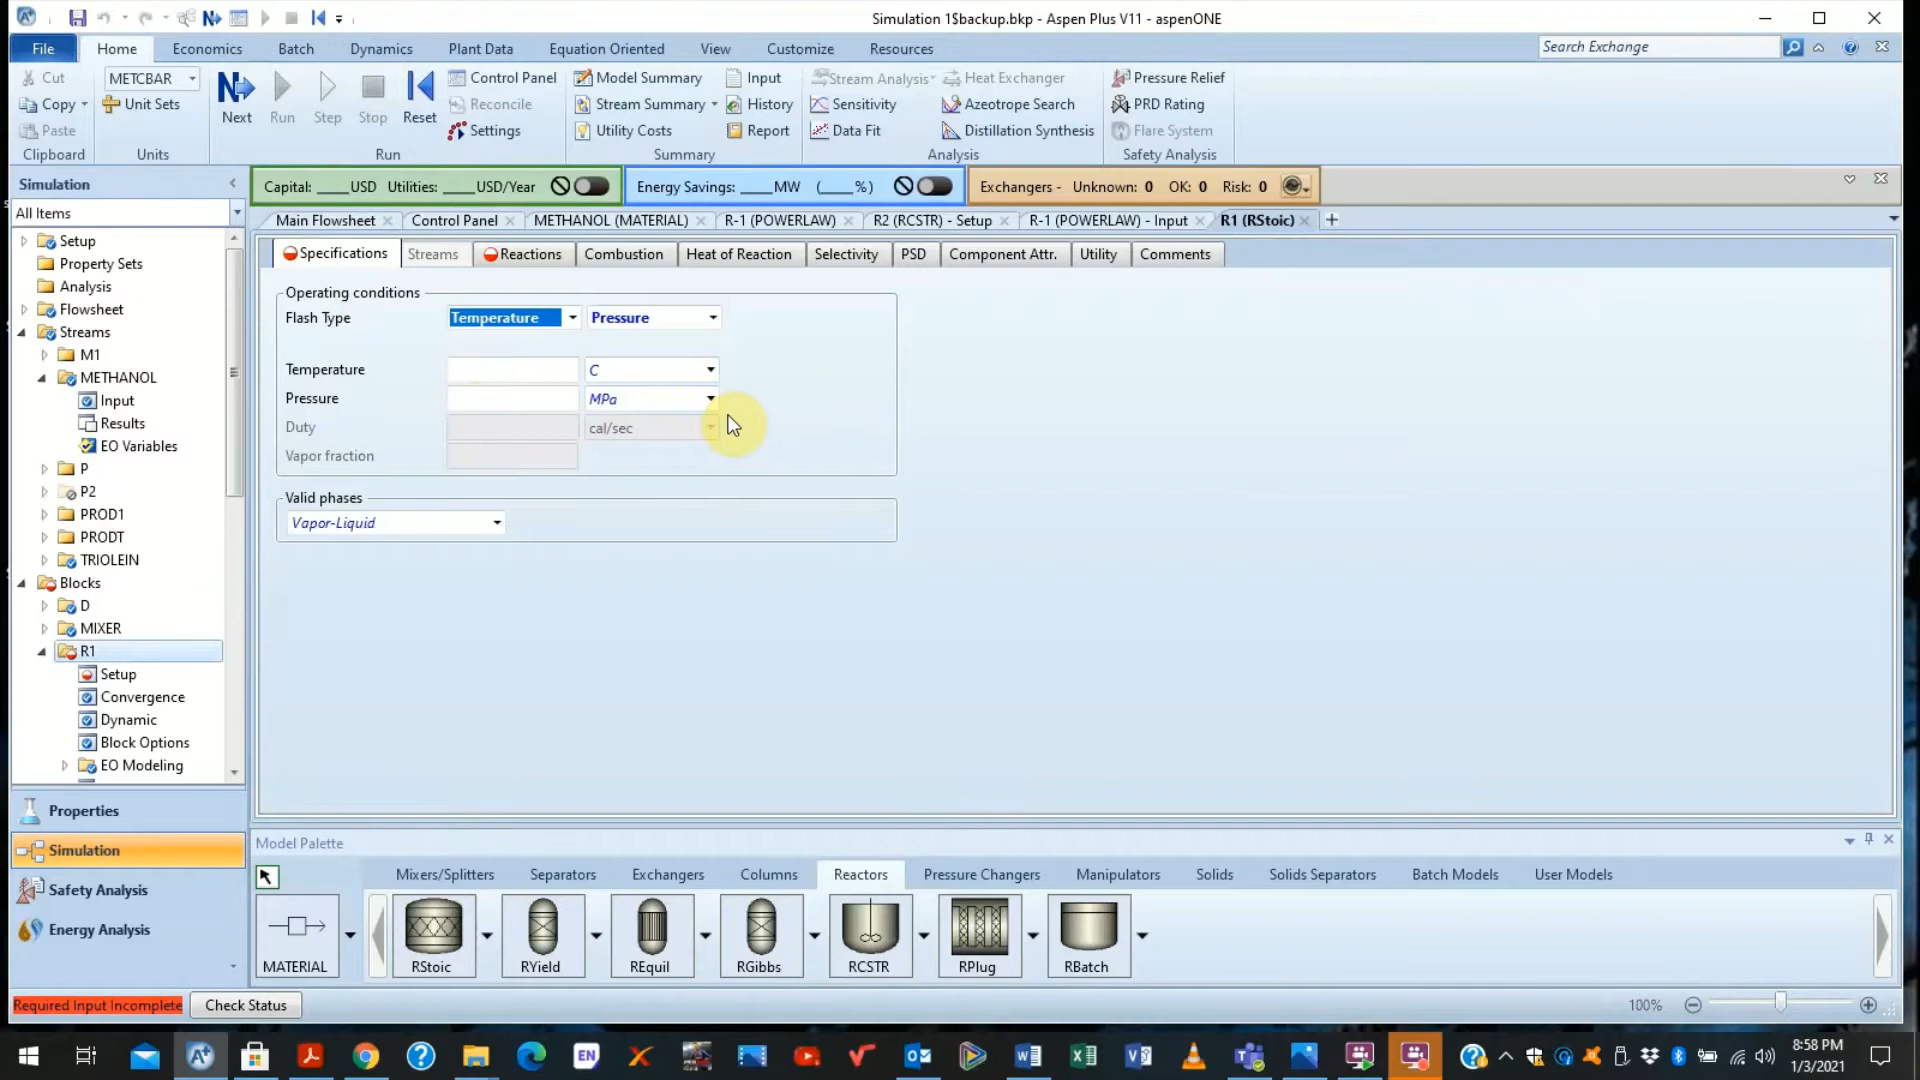 Simulation 1$backup.bkp - Aspen Plus V11 - aspenONE
File Home Economics Batch Dynamics Plant Data Equation Oriented View Customize Resources Search Exchange
Cut METCBAR Control Panel Model Summary Input Stream Analysis Heat Exchanger Pressure Relief
Copy Unit Sets Next Run Step Stop Reset Reconcile Stream Summary History Sensitivity Azeotrope Search PRD Rating
Paste Settings Utility Costs Report Data Fit Distillation Synthesis Flare System
Clipboard Units Run Summary Analysis Safety Analysis
Simulation Capital: ____USD Utilities: ____USD/Year Energy Savings: ____MW (____%) Exchangers - Unknown: 0 OK: 0 Risk: 0
All Items Main Flowsheet Control Panel METHANOL (MATERIAL) R-1 (POWERLAW) R2 (RCSTR) - Setup R-1 (POWERLAW) - Input R1 (RStoic)
Setup
Property Sets
Analysis
Flowsheet
Streams
M1
METHANOL
Input
Results
EO Variables
P
P2
PROD1
PRODT
TRIOLEIN
Blocks
D
MIXER
R1
Setup
Convergence
Dynamic
Block Options
EO Modeling
Properties
Simulation
Safety Analysis
Energy Analysis
Specifications Streams Reactions Combustion Heat of Reaction Selectivity PSD Component Attr. Utility Comments
Operating conditions
Flash Type Temperature Pressure
Temperature C
Pressure MPa
Duty cal/sec
Vapor fraction
Valid phases
Vapor-Liquid
Model Palette
Mixers/Splitters Separators Exchangers Columns Reactors Pressure Changers Manipulators Solids Solids Separators Batch Models User Models
MATERIAL RStoic RYield REquil RGibbs RCSTR RPlug RBatch
Required Input Incomplete Check Status 100%
EN
8:58 PM
1/3/2021